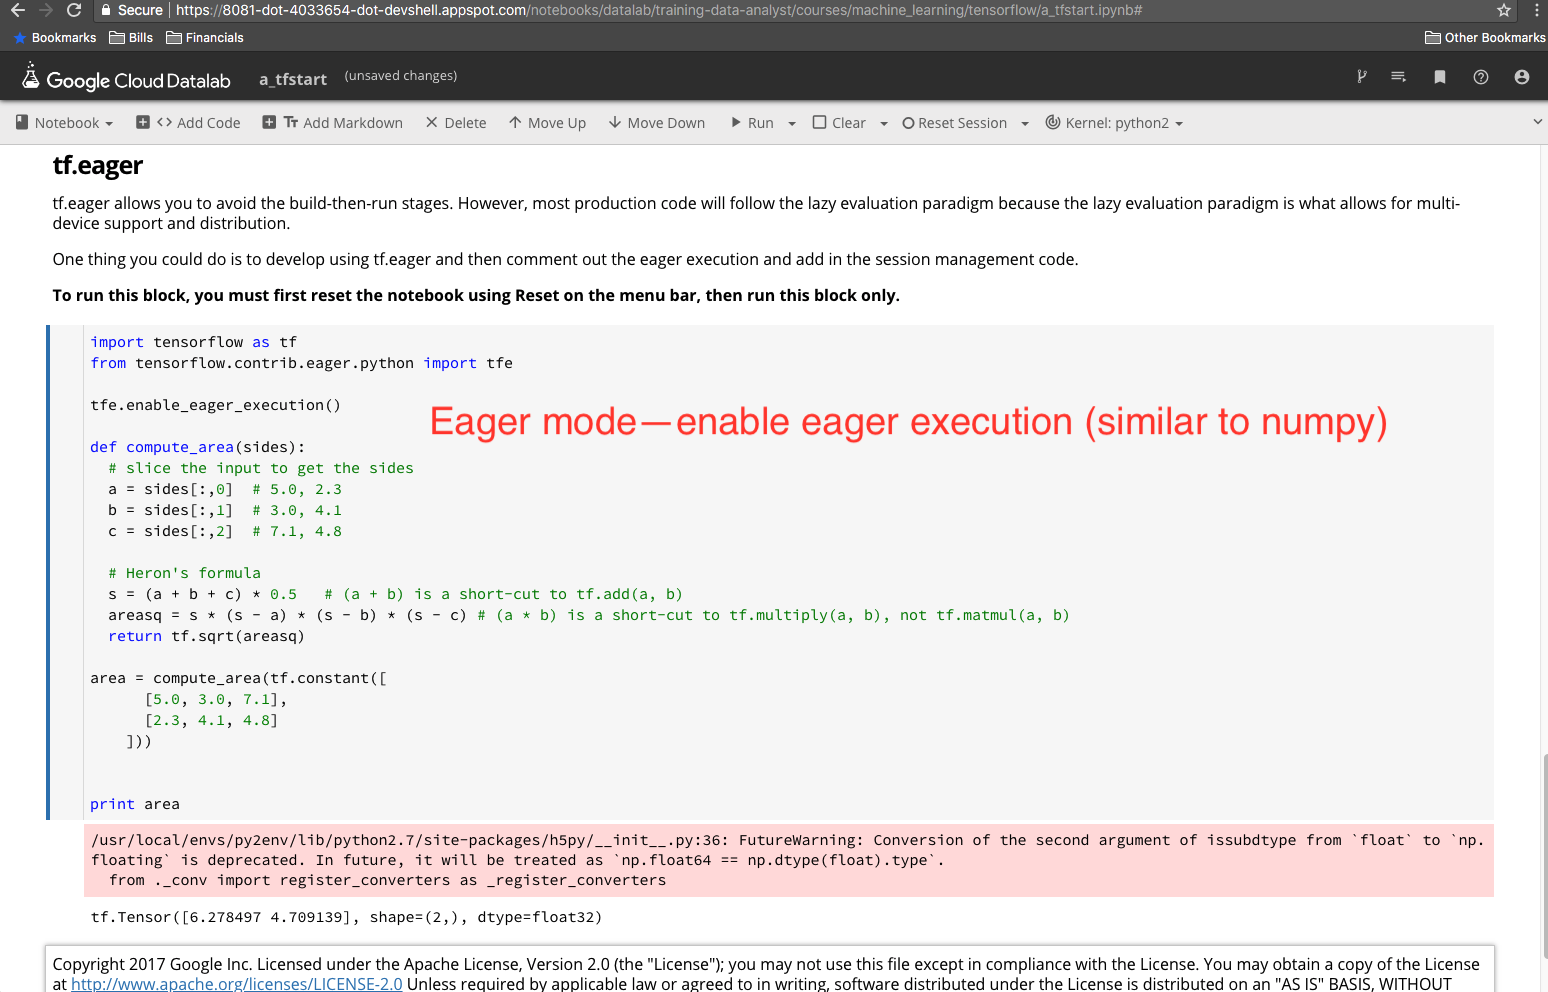 Secure https://8081-dot-4033654-dot-devshell.appspot.com/notebooks/datalab/training-data-analyst/courses/machine_learning/tensorflow/a_tfstart.ipynb#
Bookmarks Bills Financials Other Bookmarks
Google Cloud Datalab a_tfstart (unsaved changes)
Notebook <> Add Code Tт Add Markdown Delete Move Up Move Down Run Clear Reset Session Kernel: python2
tf.eager
tf.eager allows you to avoid the build-then-run stages. However, most production code will follow the lazy evaluation paradigm because the lazy evaluation paradigm is what allows for multi-
device support and distribution.
One thing you could do is to develop using tf.eager and then comment out the eager execution and add in the session management code.
To run this block, you must first reset the notebook using Reset on the menu bar, then run this block only.
import tensorflow as tf
from tensorflow.contrib.eager.python import tfe
tfe.enable_eager_execution()
Eager mode—enable eager execution (similar to numpy)
def compute_area(sides):
# slice the input to get the sides
a = sides[:,0] # 5.0, 2.3
b = sides[:,1] # 3.0, 4.1
c = sides[:,2] # 7.1, 4.8
# Heron's formula
s = (a + b + c) * 0.5 # (a + b) is a short-cut to tf.add(a, b)
areasq = s * (s - a) * (s - b) * (s - c) # (a * b) is a short-cut to tf.multiply(a, b), not tf.matmul(a, b)
return tf.sqrt(areasq)
area = compute_area(tf.constant([
[5.0, 3.0, 7.1],
[2.3, 4.1, 4.8]
]))
print area
/usr/local/envs/py2env/lib/python2.7/site-packages/h5py/__init__.py:36: FutureWarning: Conversion of the second argument of issubdtype from `float` to `np.
floating` is deprecated. In future, it will be treated as `np.float64 == np.dtype(float).type`.
from ._conv import register_converters as _register_converters
tf.Tensor([6.278497 4.709139], shape=(2,), dtype=float32)
Copyright 2017 Google Inc. Licensed under the Apache License, Version 2.0 (the "License"); you may not use this file except in compliance with the License. You may obtain a copy of the License
at http://www.apache.org/licenses/LICENSE-2.0 Unless required by applicable law or agreed to in writing, software distributed under the License is distributed on an "AS IS" BASIS, WITHOUT